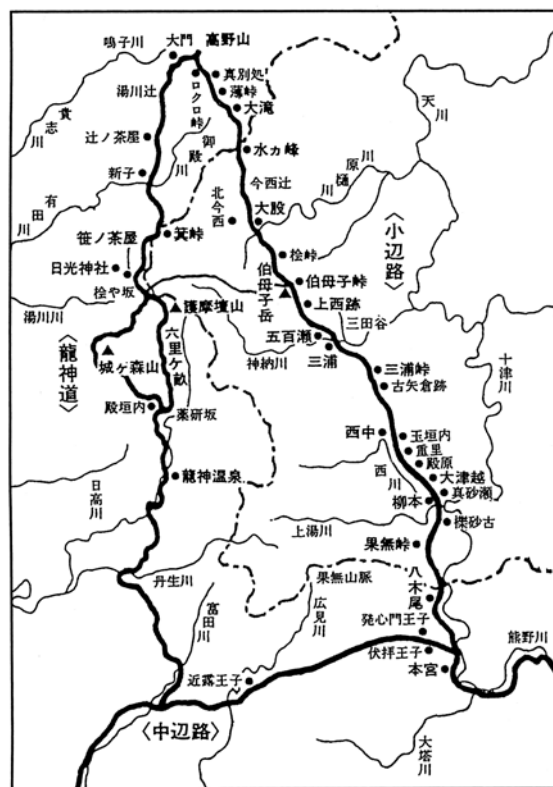 鳴子川
大門
高野山
真別処
薄峠
大滝
ロクロ峠
湯川辻
貴志川
辻ノ茶屋
御殿川
水ヵ峰
天川
新子
今西辻
原樋川
川
有田川
北今西
大股
〈小辺路〉
笹ノ茶屋
箕峠
桧峠
日光神社
伯母子岳
伯母子峠
桧や坂
護摩壇山
上西跡
湯川川
三田谷
〈龍神道〉
六里ケ畝
五百瀬
三浦
神納川
十津川
城ヶ森山
三浦峠
古矢倉跡
殿垣内
薬研坂
西中
玉垣内
重里
殿原
龍神温泉
西川
大津越
真砂瀬
日高川
柳本
櫟砂古
上湯川
果無峠
丹生川
果無山脈
八木尾
富田川
広見川
発心門王子
熊野川
伏拝王子
近露王子
本宮
〈中辺路〉
大塔川